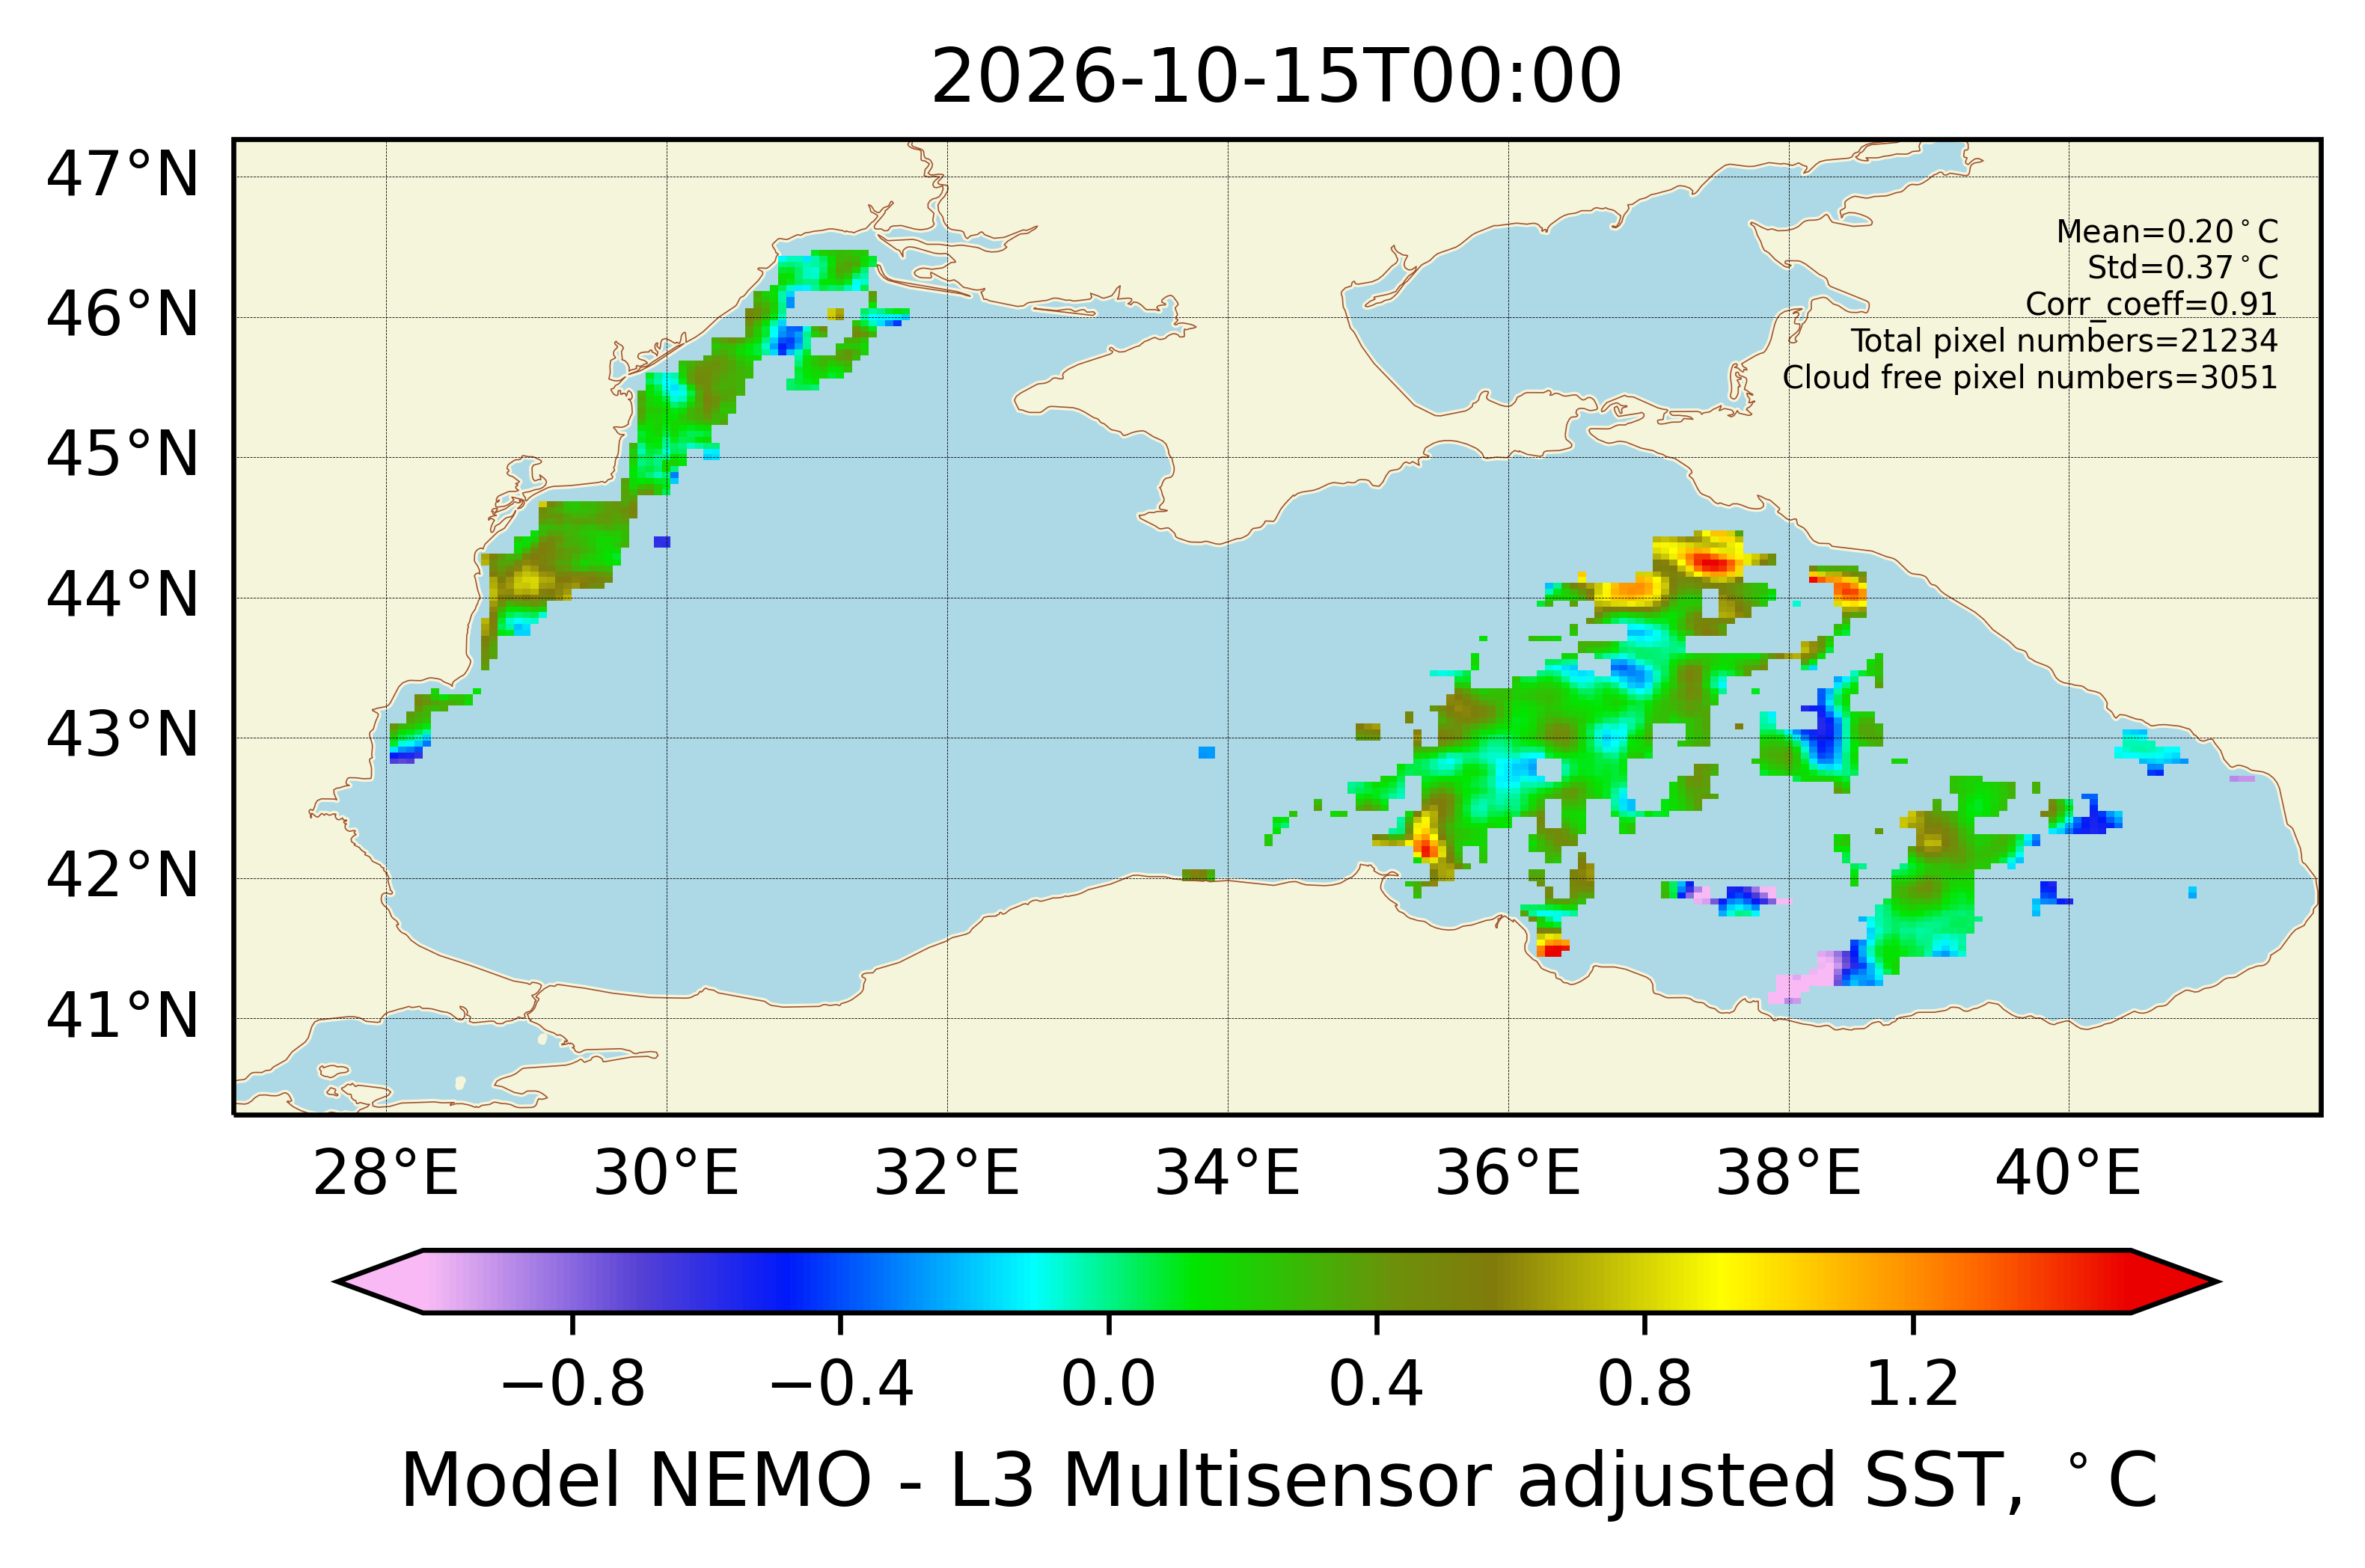 2026-10-15T00:00
47°N
46°N
45°N
44°N
43°N
42°N
41°N
Mean=0.20°C
Std=0.37°C
Corr_coeff=0.91
Total pixel numbers=21234
Cloud free pixel numbers=3051
28°E 30°E 32°E 34°E 36°E 38°E 40°E
−0.8 −0.4 0.0 0.4 0.8 1.2
Model NEMO - L3 Multisensor adjusted SST, °C